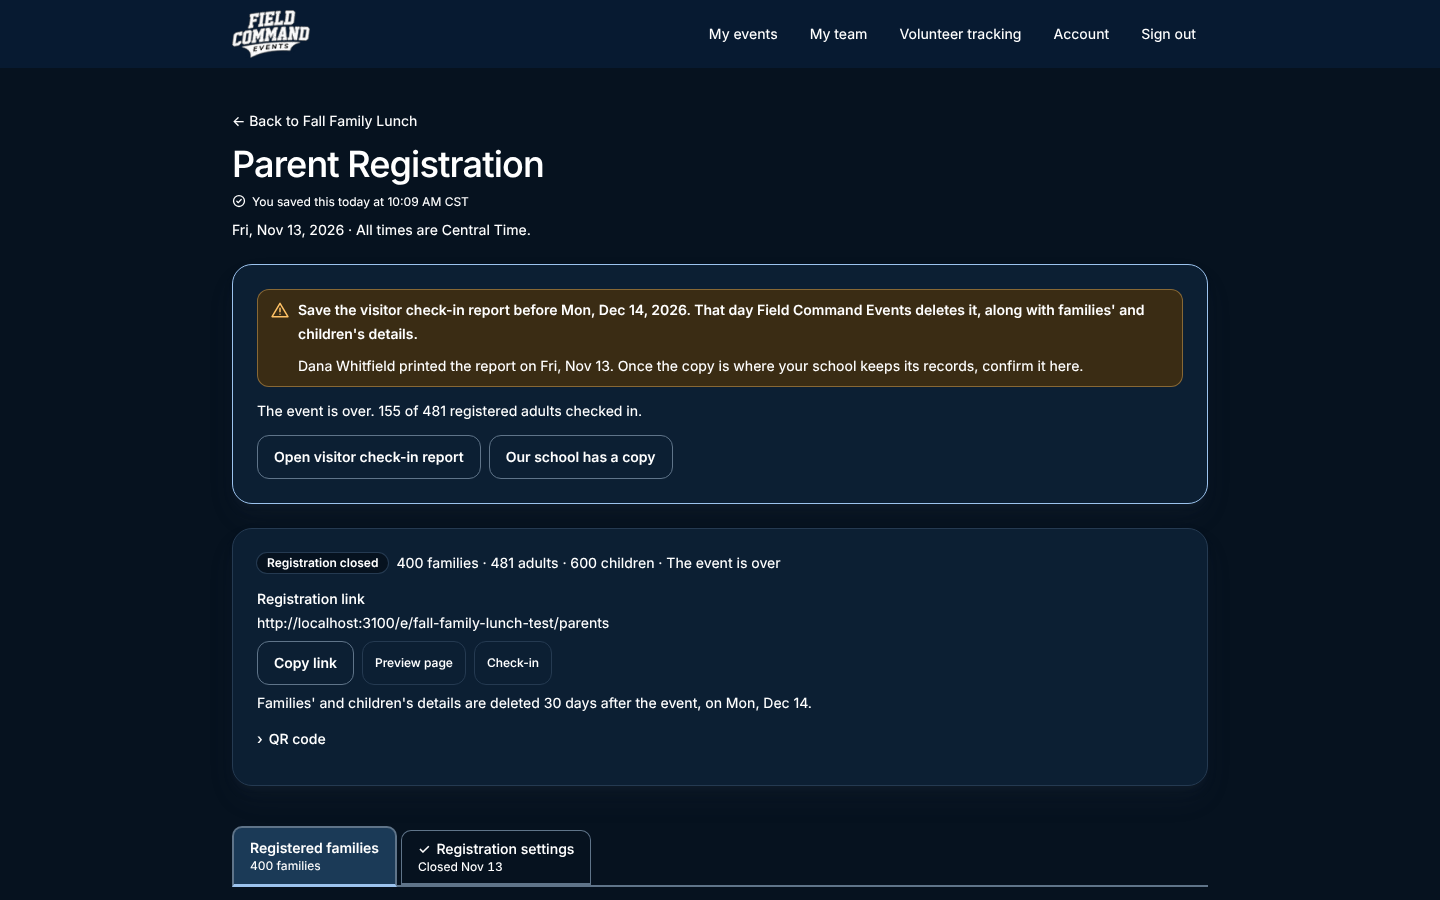 FIELD
COMMAND
EVENTS
My events
My team
Volunteer tracking
Account
Sign out
← Back to Fall Family Lunch
Parent Registration
You saved this today at 10:09 AM CST
Fri, Nov 13, 2026 · All times are Central Time.
Save the visitor check-in report before Mon, Dec 14, 2026. That day Field Command Events deletes it, along with families' and
children's details.
Dana Whitfield printed the report on Fri, Nov 13. Once the copy is where your school keeps its records, confirm it here.
The event is over. 155 of 481 registered adults checked in.
Open visitor check-in report
Our school has a copy
Registration closed
400 families · 481 adults · 600 children · The event is over
Registration link
http://localhost:3100/e/fall-family-lunch-test/parents
Copy link
Preview page
Check-in
Families' and children's details are deleted 30 days after the event, on Mon, Dec 14.
› QR code
Registered families
400 families
✓ Registration settings
Closed Nov 13